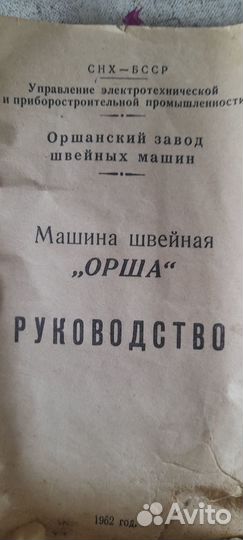 СНХ—БССР
Управление электротехнической
и приборостроительной промышленности
Оршанский завод
швейных машин
Машина швейная
„ОРША“
РУКОВОДСТВО
1962 год.
Avito